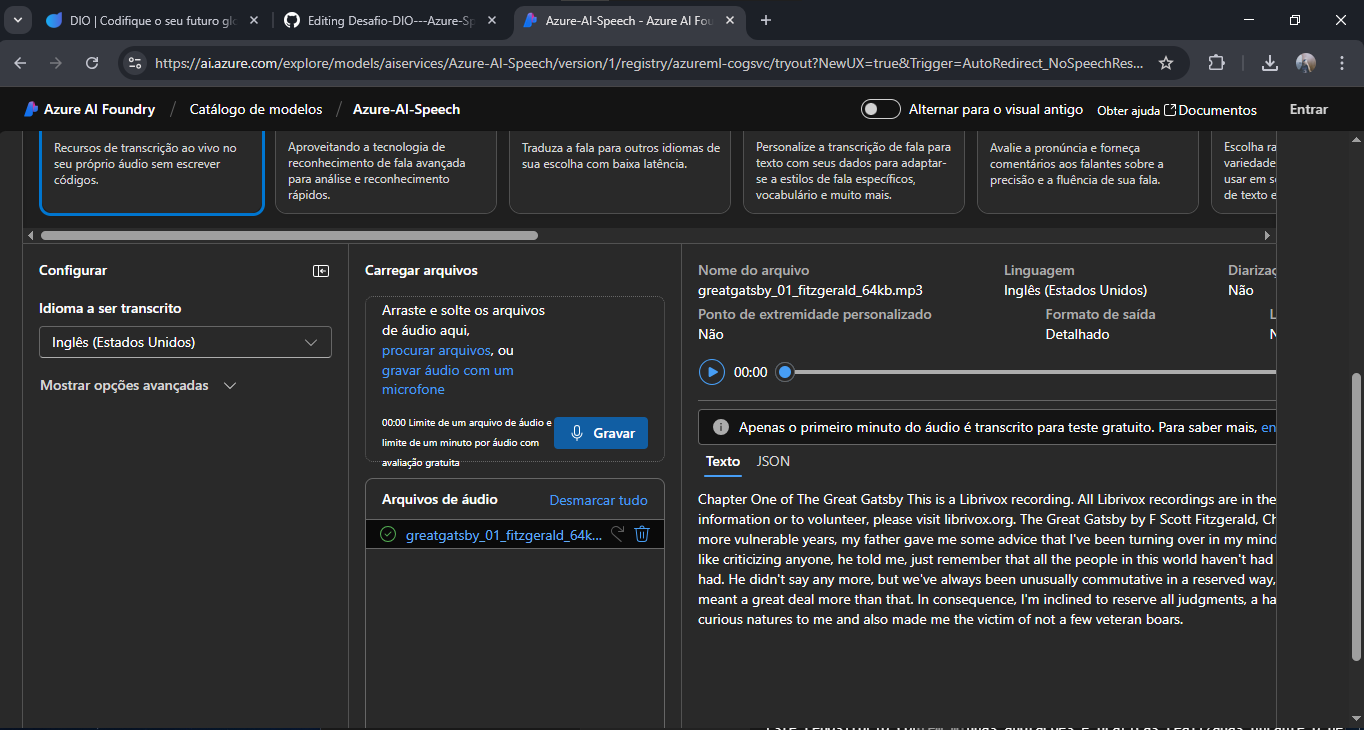 DIO | Codifique o seu futuro glo
Editing Desafio-DIO---Azure-Sp
Azure-AI-Speech - Azure AI Fou
https://ai.azure.com/explore/models/aiservices/Azure-AI-Speech/version/1/registry/azureml-cogsvc/tryout?NewUX=true&Trigger=AutoRedirect_NoSpeechRes...
Azure AI Foundry / Catálogo de modelos / Azure-AI-Speech
Alternar para o visual antigo
Obter ajuda
Documentos
Entrar
Recursos de transcrição ao vivo no
seu próprio áudio sem escrever
códigos.
Aproveitando a tecnologia de
reconhecimento de fala avançada
para análise e reconhecimento
rápidos.
Traduza a fala para outros idiomas de
sua escolha com baixa latência.
Personalize a transcrição de fala para
texto com seus dados para adaptar-
se a estilos de fala específicos,
vocabulário e muito mais.
Avalie a pronúncia e forneça
comentários aos falantes sobre a
precisão e a fluência de sua fala.
Escolha ra
variedade
usar em s
de texto e
Configurar
Idioma a ser transcrito
Inglês (Estados Unidos)
Mostrar opções avançadas
Carregar arquivos
Arraste e solte os arquivos
de áudio aqui,
procurar arquivos, ou
gravar áudio com um
microfone
00:00 Limite de um arquivo de áudio e
limite de um minuto por áudio com
avaliação gratuita
Gravar
Arquivos de áudio
Desmarcar tudo
greatgatsby_01_fitzgerald_64k...
Nome do arquivo
greatgatsby_01_fitzgerald_64kb.mp3
Linguagem
Inglês (Estados Unidos)
Diarizaç
Não
Ponto de extremidade personalizado
Não
Formato de saída
Detalhado
00:00
Apenas o primeiro minuto do áudio é transcrito para teste gratuito. Para saber mais, en
Texto
JSON
Chapter One of The Great Gatsby This is a Librivox recording. All Librivox recordings are in the
information or to volunteer, please visit librivox.org. The Great Gatsby by F Scott Fitzgerald, Ch
more vulnerable years, my father gave me some advice that I've been turning over in my mind
like criticizing anyone, he told me, just remember that all the people in this world haven't had
had. He didn't say any more, but we've always been unusually commutative in a reserved way,
meant a great deal more than that. In consequence, I'm inclined to reserve all judgments, a ha
curious natures to me and also made me the victim of not a few veteran boars.